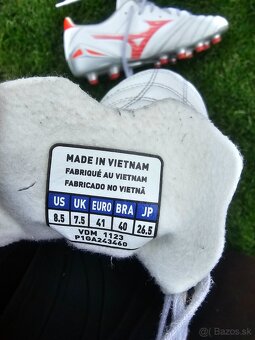 MADE IN VIETNAM
FABRIQUÉ AU VIETNAM
FABRICADO NO VIETNÃ
US UK EURO BRA JP
8.5 7.5 41 40 26.5
VDM 1123
P1GA243460
@( Bazos.sk